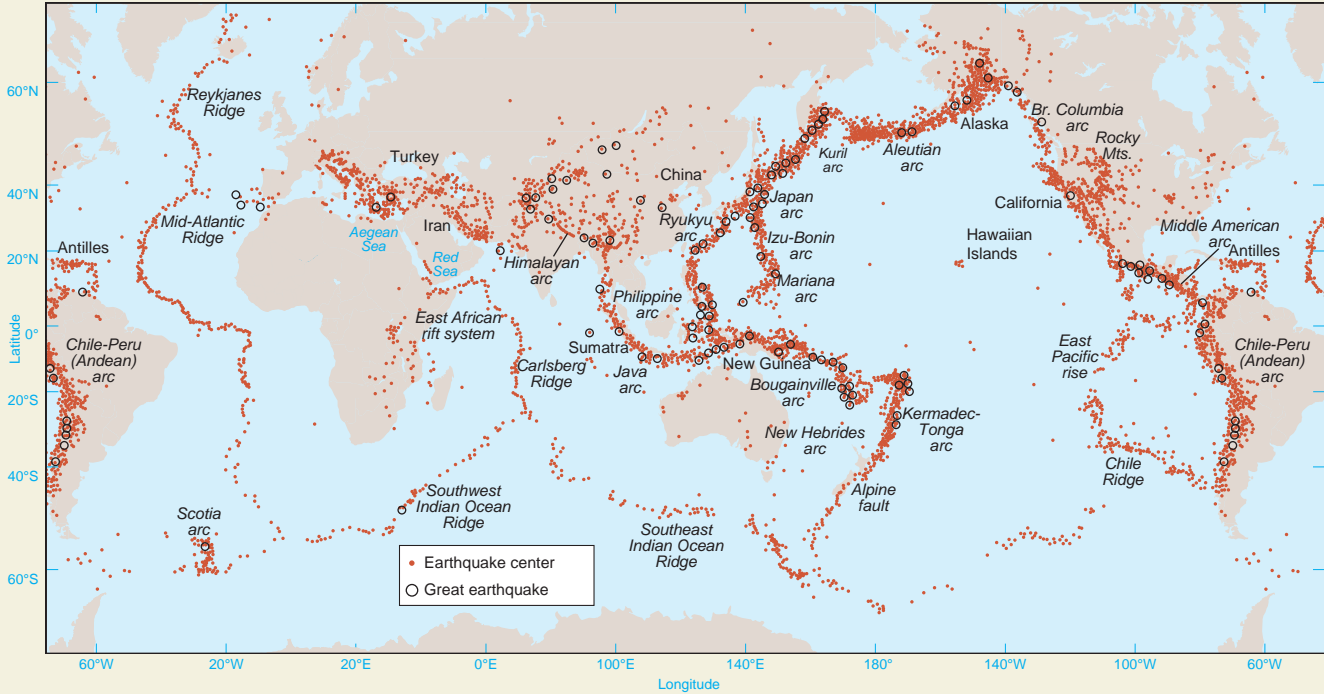 60°N
40°N
20°N
0°
20°S
40°S
60°S
Latitude
Reykjanes
Ridge
Turkey
Mid-Atlantic
Ridge
Aegean
Sea
Iran
Red
Sea
Antilles
Chile-Peru
(Andean)
arc
East African
rift system
Carlsberg
Ridge
Himalayan
arc
China
Ryukyu
arc
Philippine
arc
Sumatra
Java
arc
Kuril
arc
Japan
arc
Izu-Bonin
arc
Mariana
arc
New Guinea
Bougainville
arc
New Hebrides
arc
Kermadec-
Tonga
arc
Alpine
fault
Aleutian
arc
Alaska
Br. Columbia
arc
Rocky
Mts.
California
Hawaiian
Islands
Middle American
arc
Antilles
East
Pacific
rise
Chile-Peru
(Andean)
arc
Chile
Ridge
Scotia
arc
Southwest
Indian Ocean
Ridge
Southeast
Indian Ocean
Ridge
Earthquake center
Great earthquake
60°W
20°W
20°E
0°E
100°E
140°E
180°
140°W
100°W
60°W
Longitude